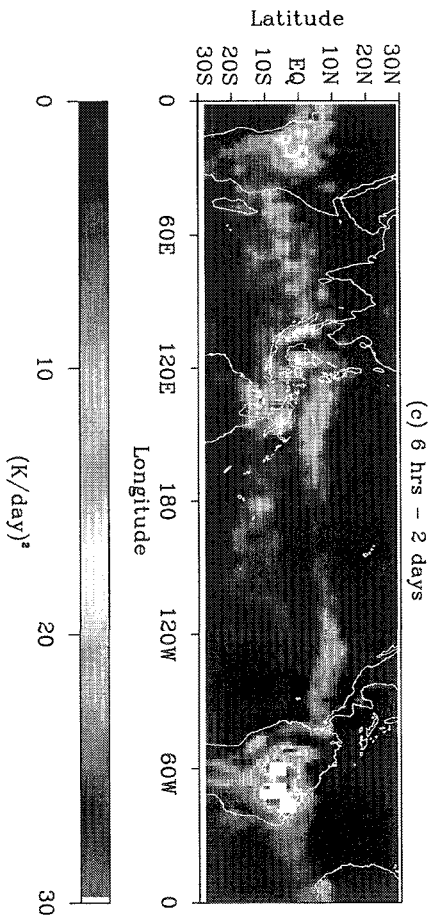 (c) 6 hrs – 2 days
30N
20N
10N
EQ
10S
20S
30S
Latitude
0 60E 120E 180 120W 60W 0
Longitude
0 10 20 30
(K/day)²